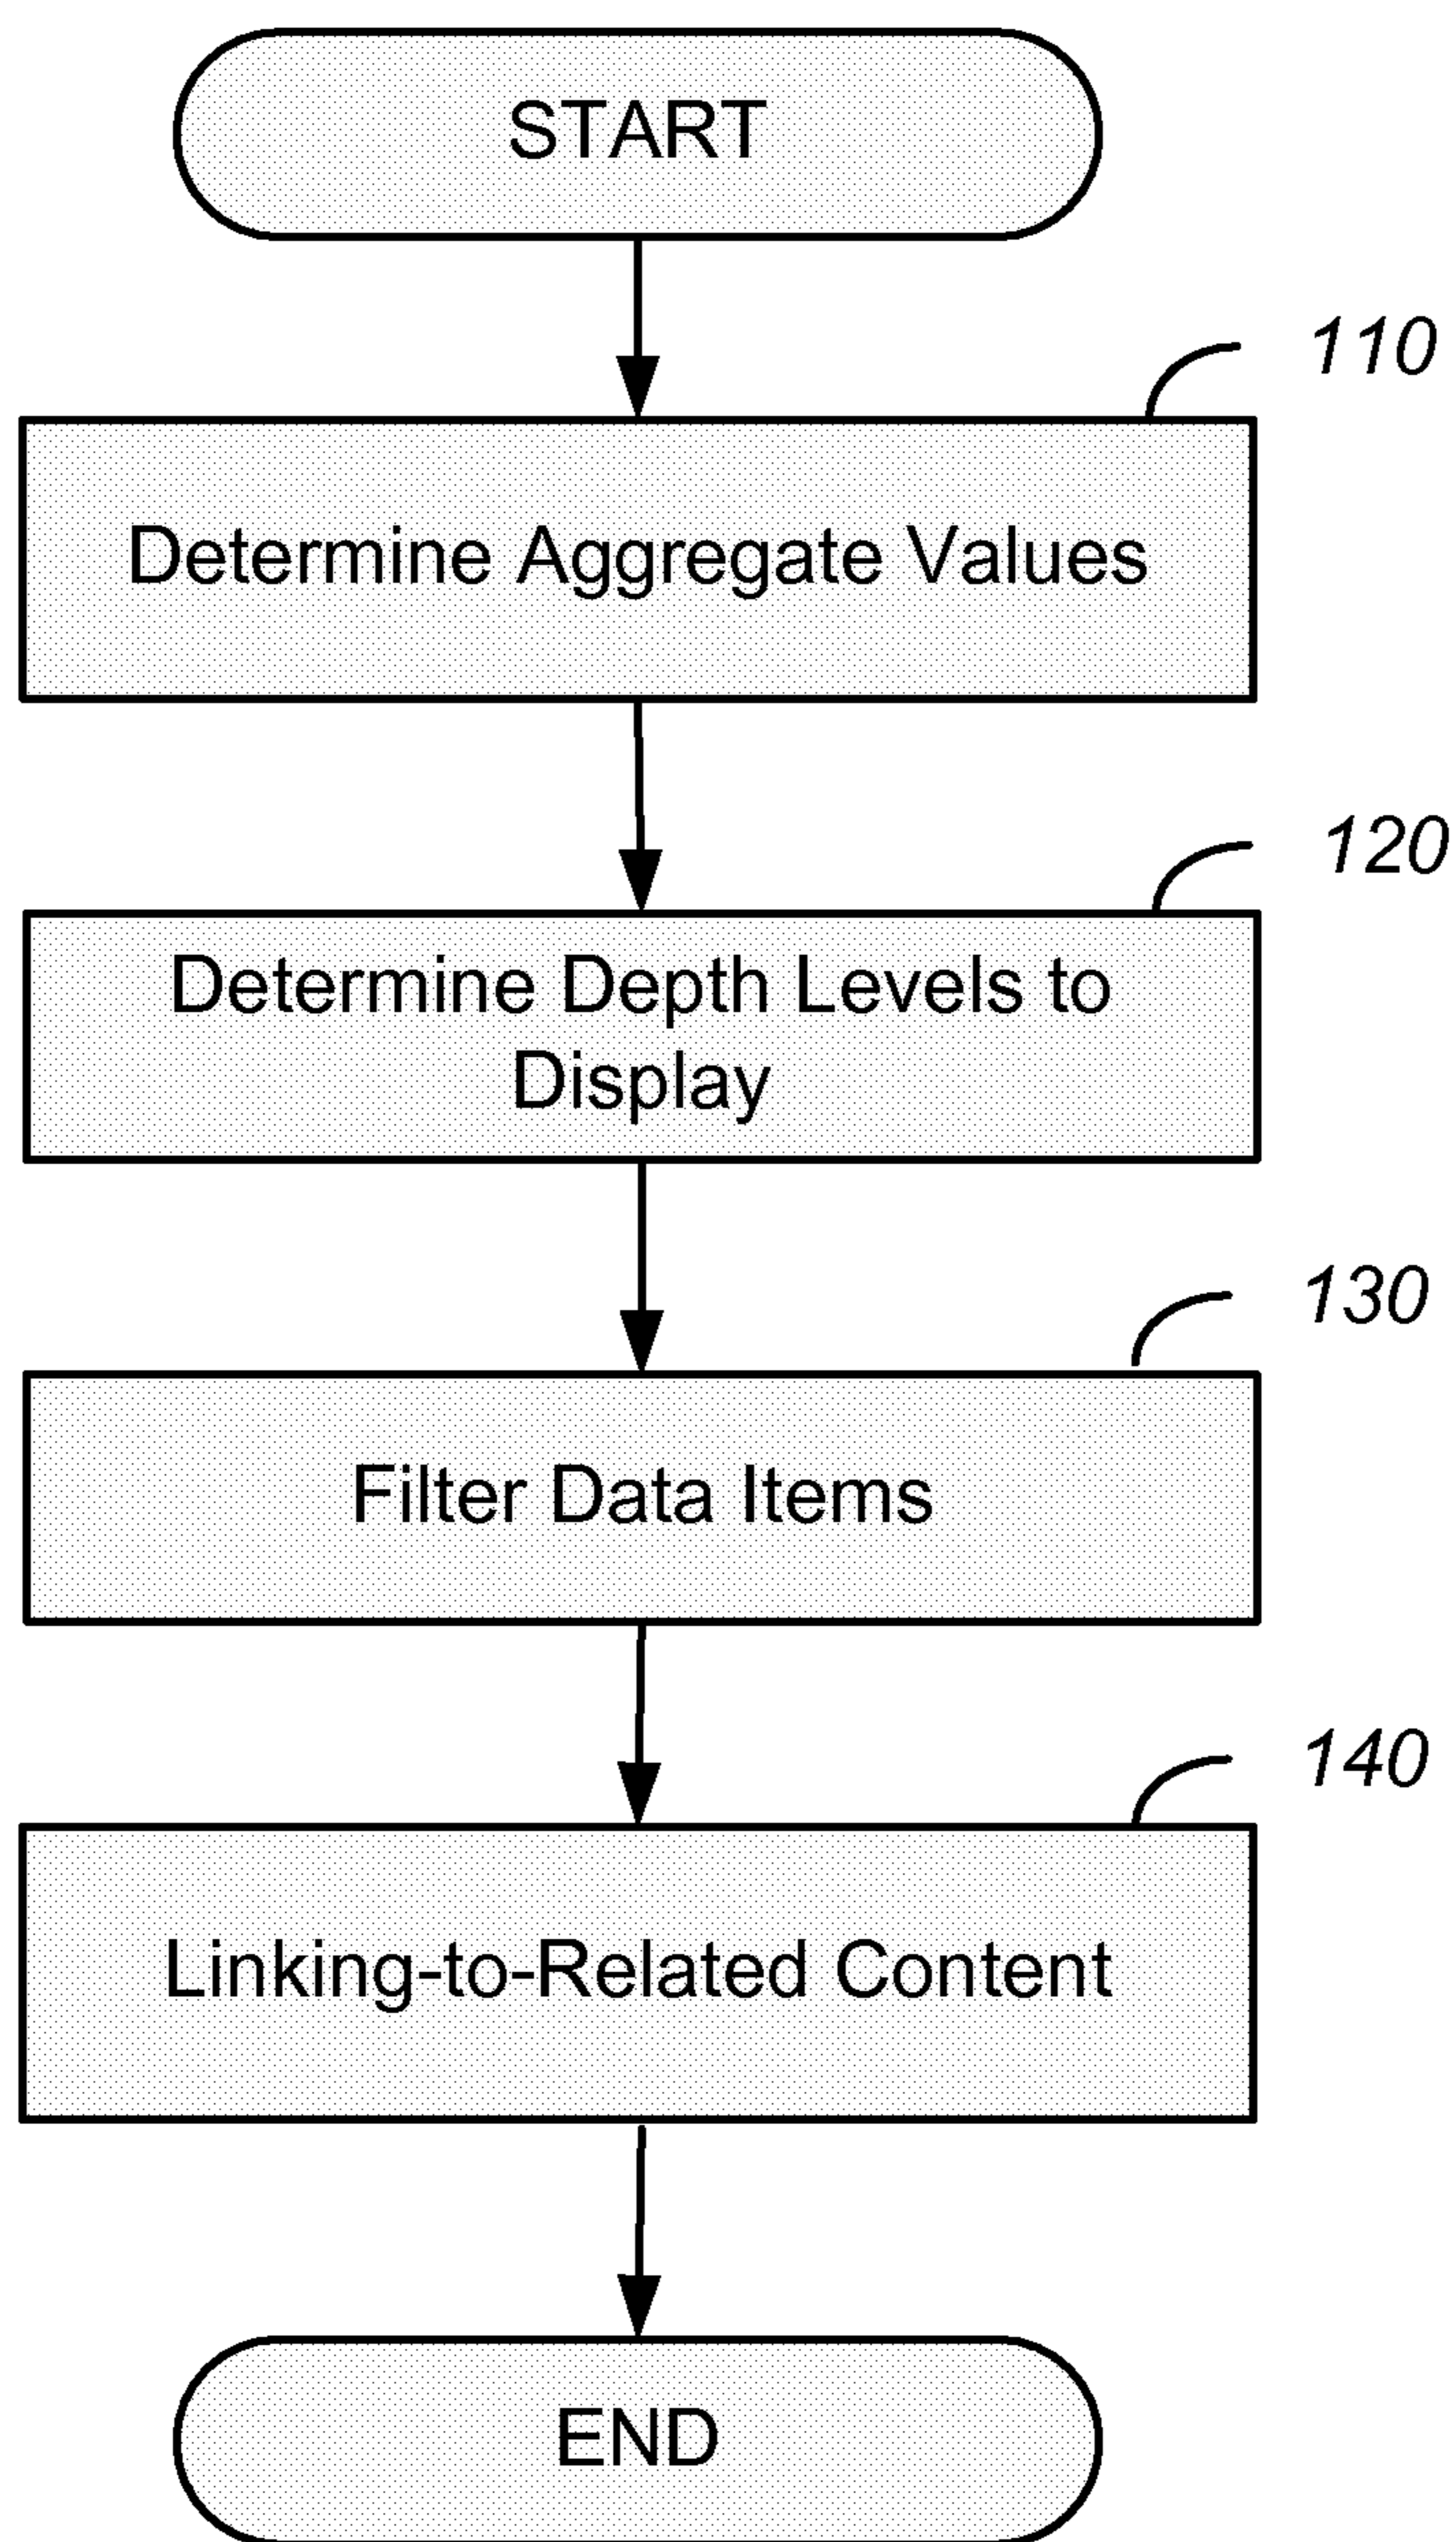 START
110
Determine Aggregate Values
120
Determine Depth Levels to
Display
130
Filter Data Items
140
Linking-to-Related Content
END